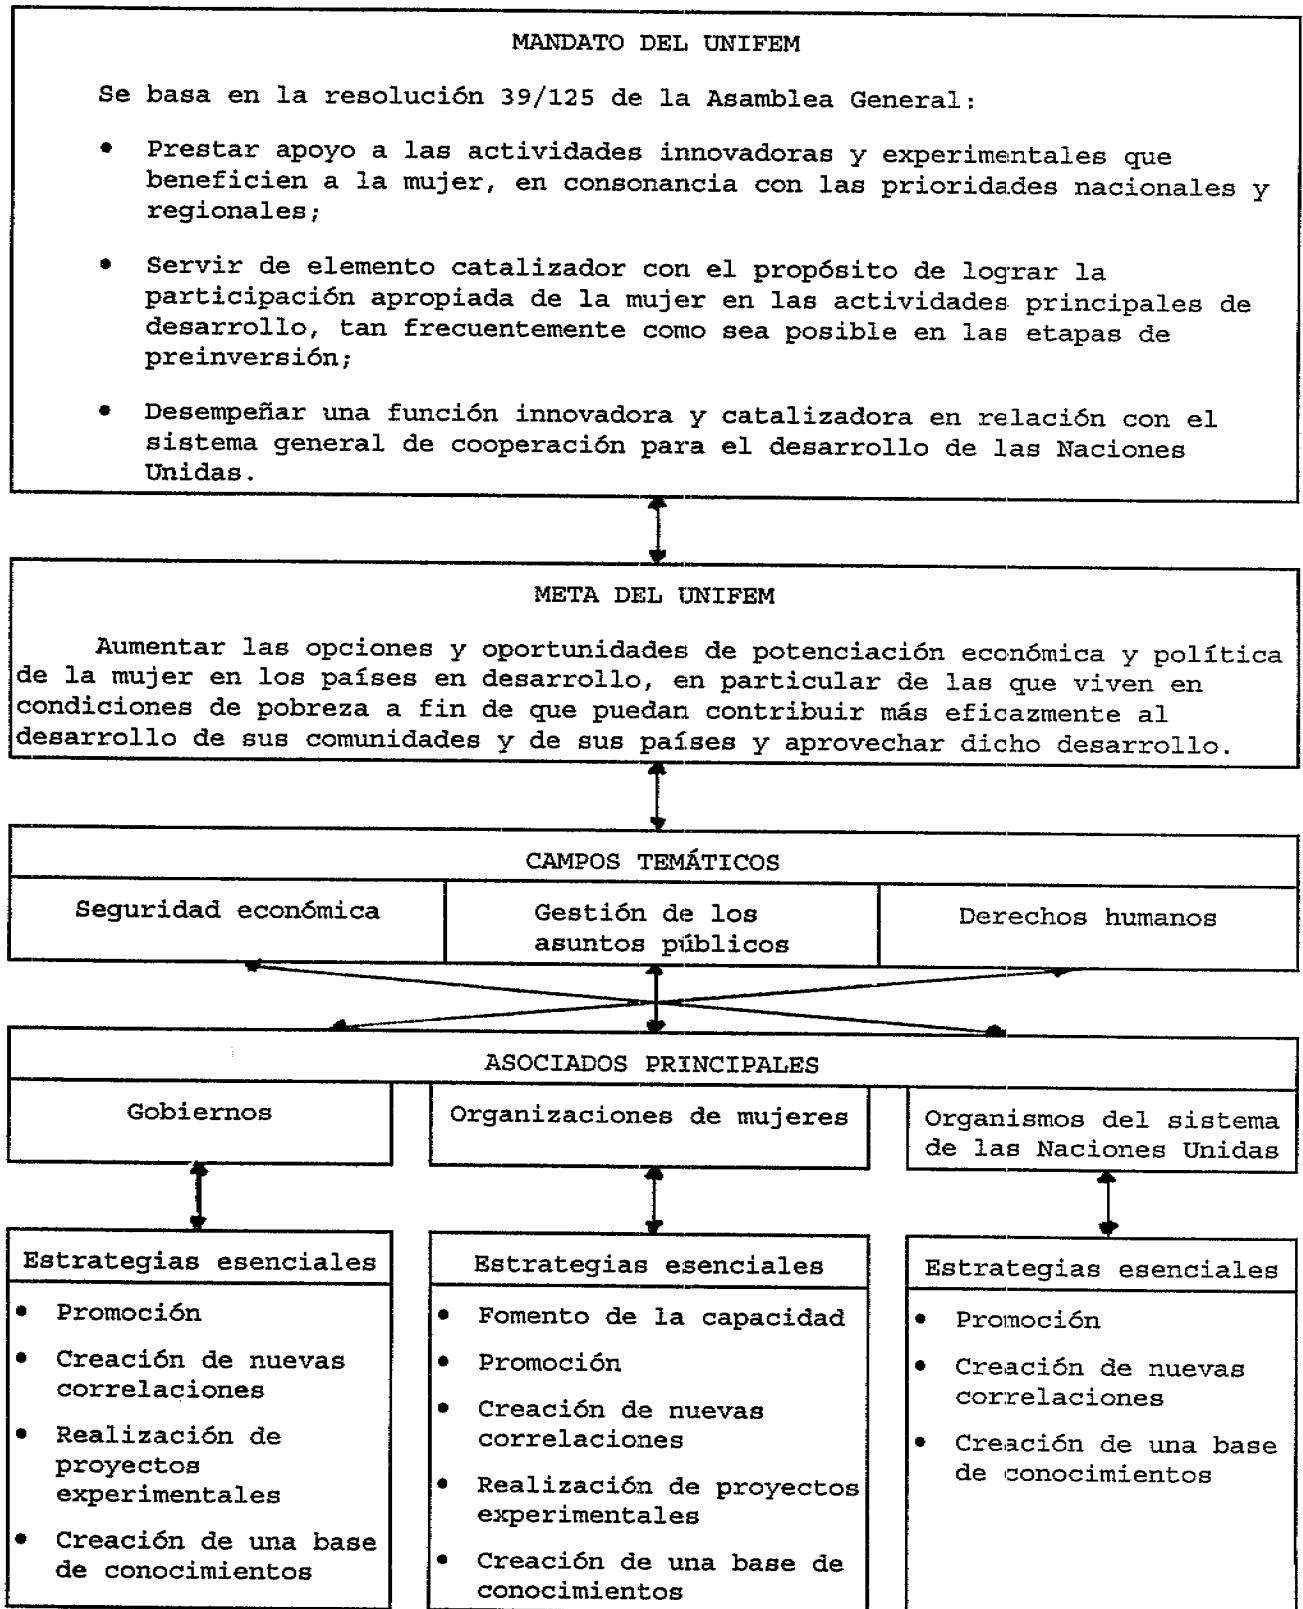 MANDATO DEL UNIFEM
Se basa en la resolución 39/125 de la Asamblea General:
• Prestar apoyo a las actividades innovadoras y experimentales que
beneficien a la mujer, en consonancia con las prioridades nacionales y
regionales;
• Servir de elemento catalizador con el propósito de lograr la
participación apropiada de la mujer en las actividades principales de
desarrollo, tan frecuentemente como sea posible en las etapas de
preinversión;
• Desempeñar una función innovadora y catalizadora en relación con el
sistema general de cooperación para el desarrollo de las Naciones
Unidas.
META DEL UNIFEM
Aumentar las opciones y oportunidades de potenciación económica y política
de la mujer en los países en desarrollo, en particular de las que viven en
condiciones de pobreza a fin de que puedan contribuir más eficazmente al
desarrollo de sus comunidades y de sus países y aprovechar dicho desarrollo.
CAMPOS TEMÁTICOS
Seguridad económica
Gestión de los
asuntos públicos
Derechos humanos
ASOCIADOS PRINCIPALES
Gobiernos
Organizaciones de mujeres
Organismos del sistema
de las Naciones Unidas
Estrategias esenciales
• Promoción
• Creación de nuevas
correlaciones
• Realización de
proyectos
experimentales
• Creación de una base
de conocimientos
Estrategias esenciales
• Fomento de la capacidad
• Promoción
• Creación de nuevas
correlaciones
• Realización de proyectos
experimentales
• Creación de una base de
conocimientos
Estrategias esenciales
• Promoción
• Creación de nuevas
correlaciones
• Creación de una base
de conocimientos